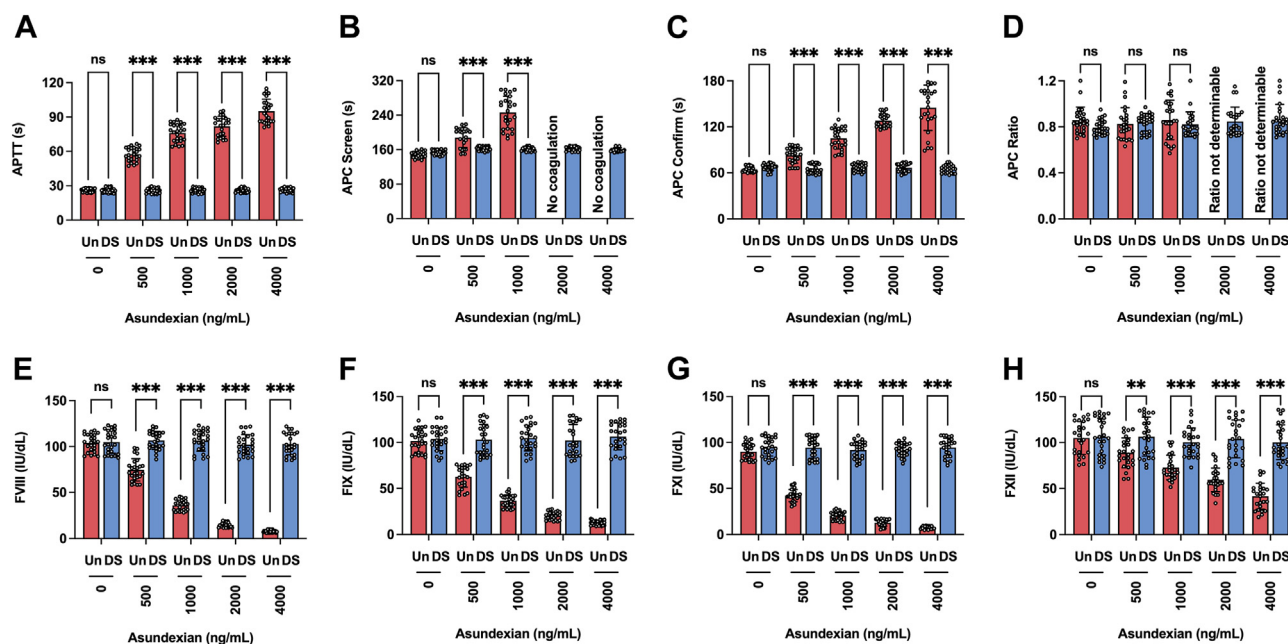 A
APTT (s)
120
90
60
30
0
ns
***
***
***
***
Un DS Un DS Un DS Un DS Un DS
0 500 1000 2000 4000
Asundexian (ng/mL)
B
APC Screen (s)
320
240
160
80
0
ns
***
***
No coagulation
No coagulation
Un DS Un DS Un DS Un DS Un DS
0 500 1000 2000 4000
Asundexian (ng/mL)
C
APC Confirm (s)
180
120
60
0
ns
***
***
***
***
Un DS Un DS Un DS Un DS Un DS
0 500 1000 2000 4000
Asundexian (ng/mL)
D
APC Ratio
1.2
0.8
0.4
0.0
ns
ns
ns
Ratio not determinable
Ratio not determinable
Un DS Un DS Un DS Un DS Un DS
0 500 1000 2000 4000
Asundexian (ng/mL)
E
FVIII (IU/dL)
150
100
50
0
ns
***
***
***
***
Un DS Un DS Un DS Un DS Un DS
0 500 1000 2000 4000
Asundexian (ng/mL)
F
FIX (IU/dL)
150
100
50
0
ns
***
***
***
***
Un DS Un DS Un DS Un DS Un DS
0 500 1000 2000 4000
Asundexian (ng/mL)
G
FXI (IU/dL)
150
100
50
0
ns
***
***
***
***
Un DS Un DS Un DS Un DS Un DS
0 500 1000 2000 4000
Asundexian (ng/mL)
H
FXII (IU/dL)
150
100
50
0
ns
**
***
***
***
Un DS Un DS Un DS Un DS Un DS
0 500 1000 2000 4000
Asundexian (ng/mL)